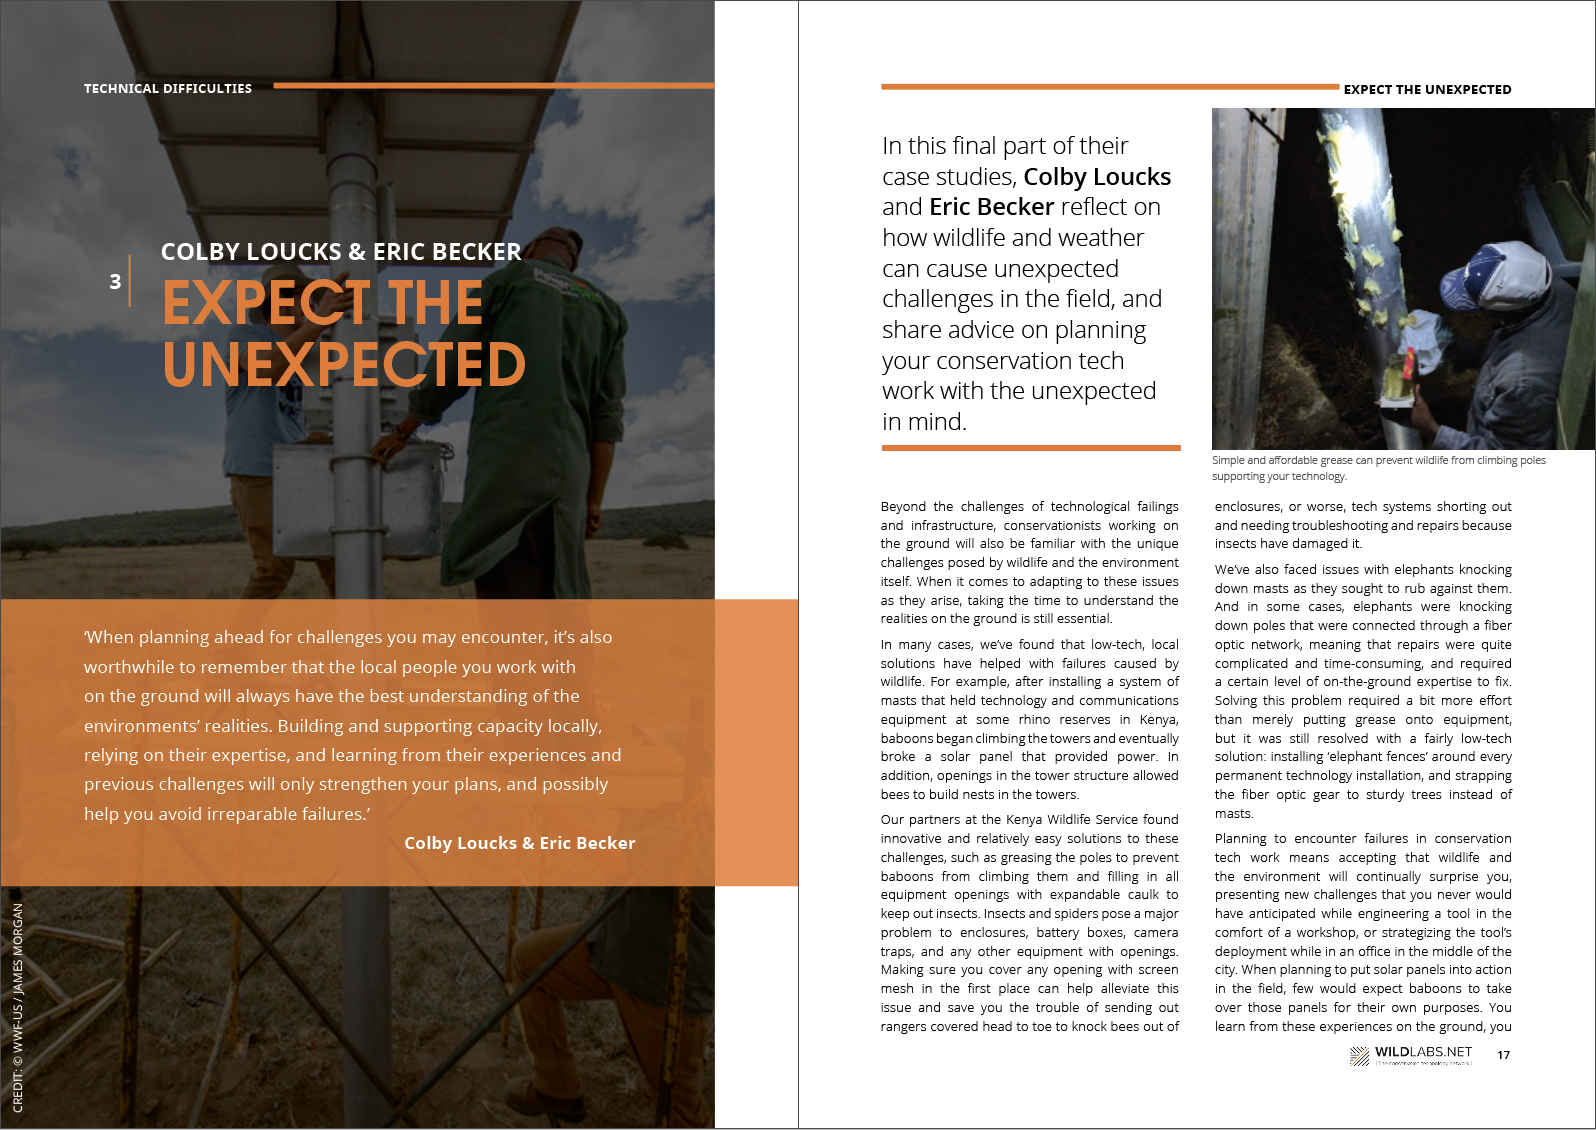 TECHNICAL DIFFICULTIES
3
COLBY LOUCKS & ERIC BECKER
EXPECT THE
UNEXPECTED
‘When planning ahead for challenges you may encounter, it’s also
worthwhile to remember that the local people you work with
on the ground will always have the best understanding of the
environments’ realities. Building and supporting capacity locally,
relying on their expertise, and learning from their experiences and
previous challenges will only strengthen your plans, and possibly
help you avoid irreparable failures.’
Colby Loucks & Eric Becker
CREDIT: © WWF-US / JAMES MORGAN
EXPECT THE UNEXPECTED
In this final part of their
case studies, Colby Loucks
and Eric Becker reflect on
how wildlife and weather
can cause unexpected
challenges in the field, and
share advice on planning
your conservation tech
work with the unexpected
in mind.
Simple and affordable grease can prevent wildlife from climbing poles
supporting your technology.
Beyond the challenges of technological failings
and infrastructure, conservationists working on
the ground will also be familiar with the unique
challenges posed by wildlife and the environment
itself. When it comes to adapting to these issues
as they arise, taking the time to understand the
realities on the ground is still essential.
In many cases, we’ve found that low-tech, local
solutions have helped with failures caused by
wildlife. For example, after installing a system of
masts that held technology and communications
equipment at some rhino reserves in Kenya,
baboons began climbing the towers and eventually
broke a solar panel that provided power. In
addition, openings in the tower structure allowed
bees to build nests in the towers.
Our partners at the Kenya Wildlife Service found
innovative and relatively easy solutions to these
challenges, such as greasing the poles to prevent
baboons from climbing them and filling in all
equipment openings with expandable caulk to
keep out insects. Insects and spiders pose a major
problem to enclosures, battery boxes, camera
traps, and any other equipment with openings.
Making sure you cover any opening with screen
mesh in the first place can help alleviate this
issue and save you the trouble of sending out
rangers covered head to toe to knock bees out of
enclosures, or worse, tech systems shorting out
and needing troubleshooting and repairs because
insects have damaged it.
We’ve also faced issues with elephants knocking
down masts as they sought to rub against them.
And in some cases, elephants were knocking
down poles that were connected through a fiber
optic network, meaning that repairs were quite
complicated and time-consuming, and required
a certain level of on-the-ground expertise to fix.
Solving this problem required a bit more effort
than merely putting grease onto equipment,
but it was still resolved with a fairly low-tech
solution: installing ‘elephant fences’ around every
permanent technology installation, and strapping
the fiber optic gear to sturdy trees instead of
masts.
Planning to encounter failures in conservation
tech work means accepting that wildlife and
the environment will continually surprise you,
presenting new challenges that you never would
have anticipated while engineering a tool in the
comfort of a workshop, or strategizing the tool’s
deployment while in an office in the middle of the
city. When planning to put solar panels into action
in the field, few would expect baboons to take
over those panels for their own purposes. You
learn from these experiences on the ground, you
WILDLABS.NET
The conservation technology network
17